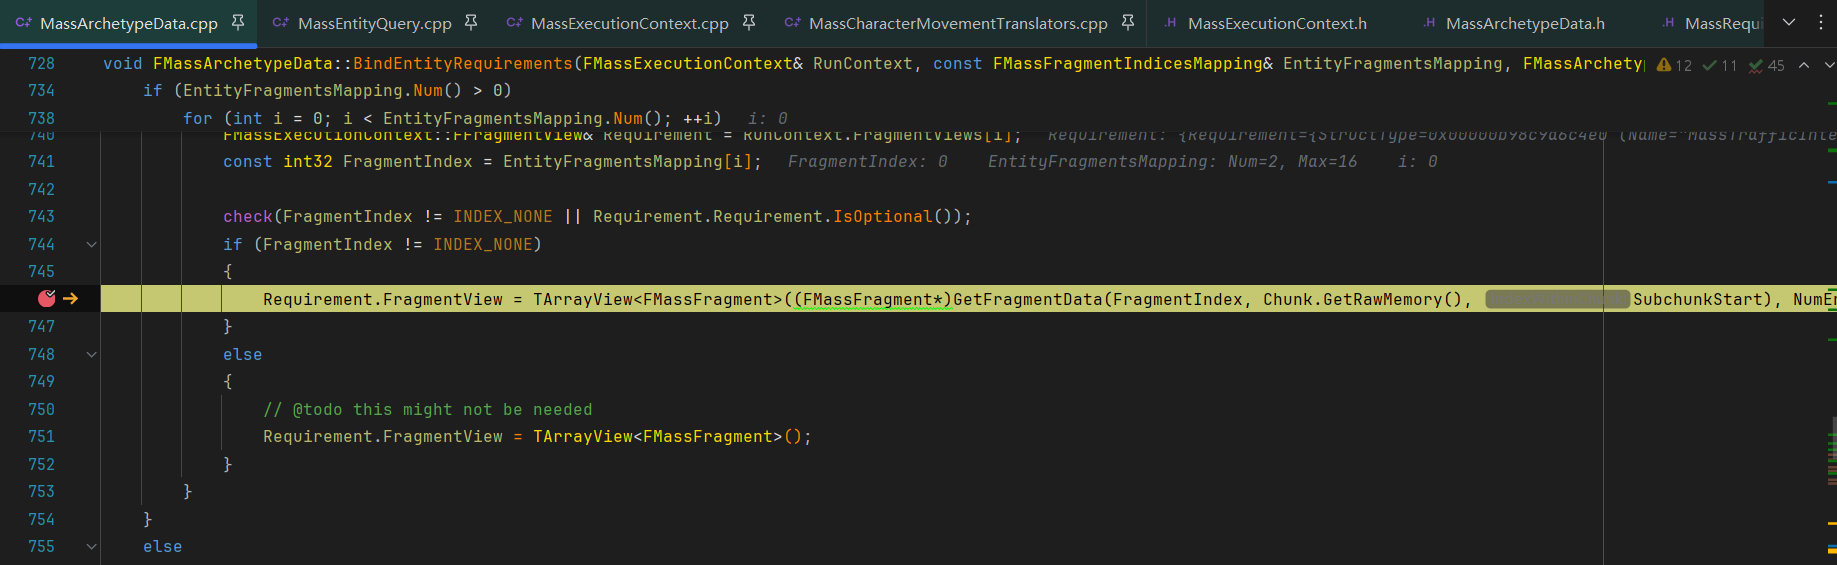 MassArchetypeData.cpp MassEntityQuery.cpp MassExecutionContext.cpp MassCharacterMovementTranslators.cpp MassExecutionContext.h MassArchetypeData.h MassRequi
728 void FMassArchetypeData::BindEntityRequirements(FMassExecutionContext& RunContext, const FMassFragmentIndicesMapping& EntityFragmentsMapping, FMassArchety 12 11 45
734 if (EntityFragmentsMapping.Num() > 0)
738 for (int i = 0; i < EntityFragmentsMapping.Num(); ++i) i: 0
740 FMassExecutionContext::FFragmentView& Requirement = RunContext.FragmentViews[i]; Requirement: {Requirement={StructType=0x00000b98c9a6c4e0 (Name="MassTrafficInte
741 const int32 FragmentIndex = EntityFragmentsMapping[i]; FragmentIndex: 0 EntityFragmentsMapping: Num=2, Max=16 i: 0
742
743 check(FragmentIndex != INDEX_NONE || Requirement.Requirement.IsOptional());
744 if (FragmentIndex != INDEX_NONE)
745 {
Requirement.FragmentView = TArrayView<FMassFragment>((FMassFragment*)GetFragmentData(FragmentIndex, Chunk.GetRawMemory(), SubchunkStart), NumEn
747 }
748 else
749 {
750 // @todo this might not be needed
751 Requirement.FragmentView = TArrayView<FMassFragment>();
752 }
753 }
754 }
755 else